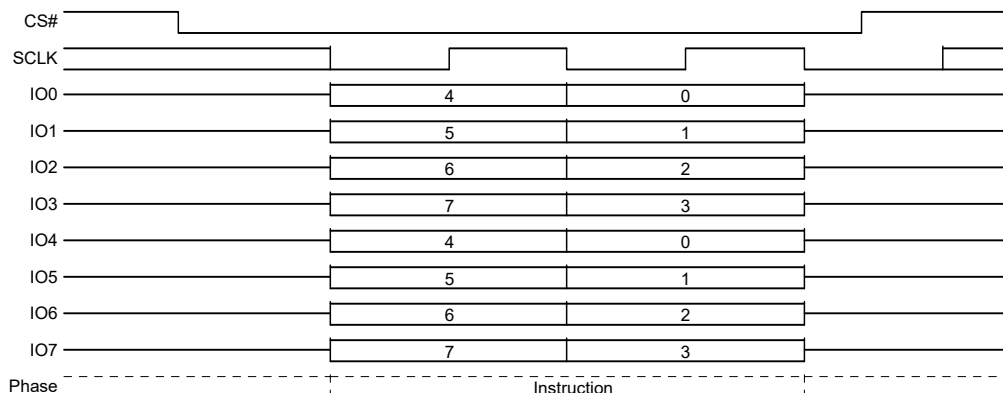 CS#
SCLK
IO0 4 0
IO1 5 1
IO2 6 2
IO3 7 3
IO4 4 0
IO5 5 1
IO6 6 2
IO7 7 3
Phase Instruction